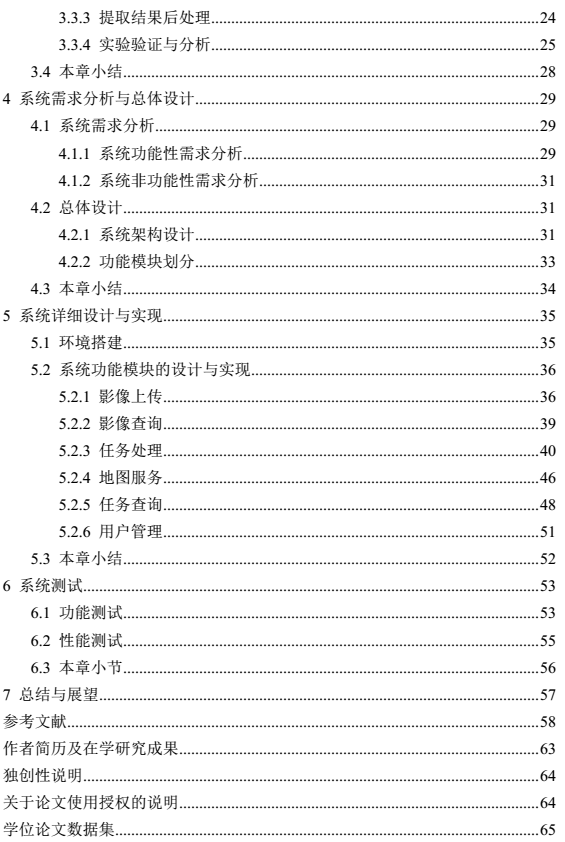 3.3.3 提取结果后处理........24
3.3.4 实验验证与分析........25
3.4 本章小结........28
4 系统需求分析与总体设计........29
4.1 系统需求分析........29
4.1.1 系统功能性需求分析........29
4.1.2 系统非功能性需求分析........31
4.2 总体设计........31
4.2.1 系统架构设计........31
4.2.2 功能模块划分........33
4.3 本章小结........34
5 系统详细设计与实现........35
5.1 环境搭建........35
5.2 系统功能模块的设计与实现........36
5.2.1 影像上传........36
5.2.2 影像查询........39
5.2.3 任务处理........40
5.2.4 地图服务........46
5.2.5 任务查询........48
5.2.6 用户管理........51
5.3 本章小结........52
6 系统测试........53
6.1 功能测试........53
6.2 性能测试........55
6.3 本章小节........56
7 总结与展望........57
参考文献........58
作者简历及在学研究成果........63
独创性说明........64
关于论文使用授权的说明........64
学位论文数据集........65